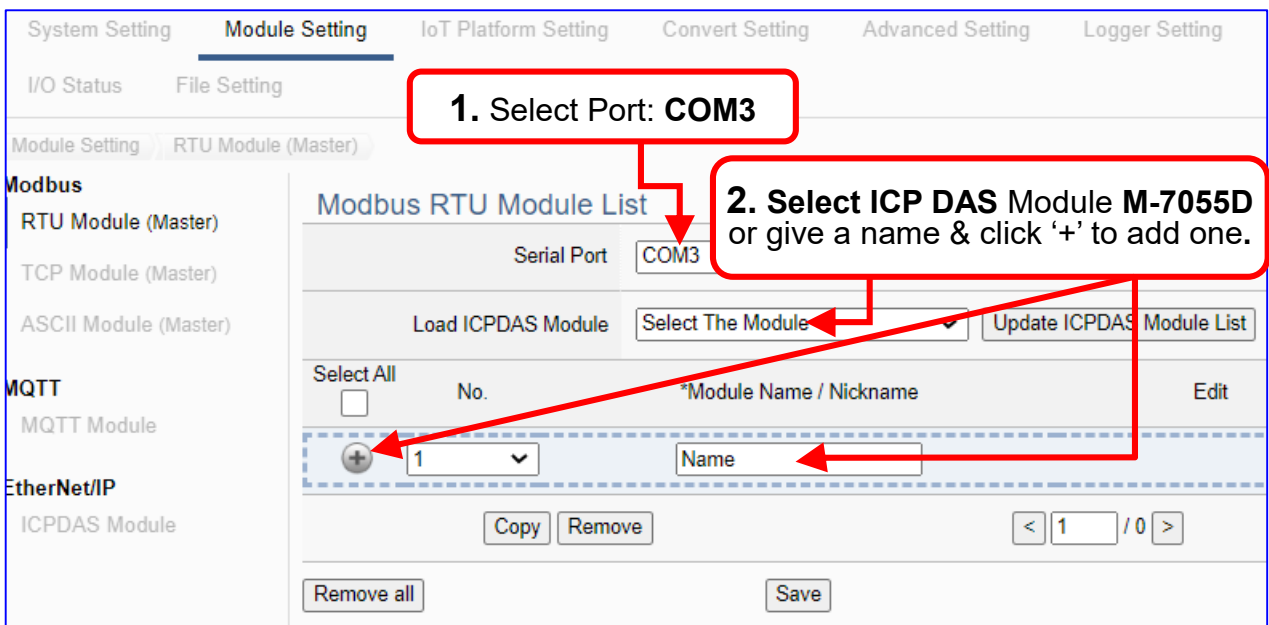 System Setting Module Setting IoT Platform Setting Convert Setting Advanced Setting Logger Setting
I/O Status File Setting
1. Select Port: COM3
Module Setting RTU Module (Master)
Modbus
RTU Module (Master)
TCP Module (Master)
ASCII Module (Master)
MQTT
MQTT Module
EtherNet/IP
ICPDAS Module
Modbus RTU Module List
2. Select ICP DAS Module M-7055D
or give a name & click ‘+’ to add one.
Serial Port COM3
Load ICPDAS Module Select The Module Update ICPDAS Module List
Select All No. *Module Name / Nickname Edit
1 Name
Copy Remove < 1 / 0 >
Remove all Save